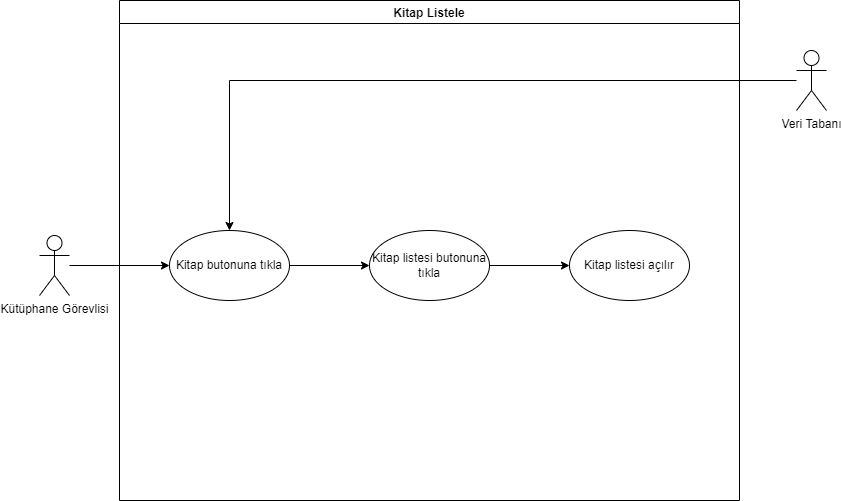 Kitap Listele
Veri Tabanı
Kitap butonuna tıkla
Kitap listesi butonuna
tıkla
Kitap listesi açılır
Kütüphane Görevlisi